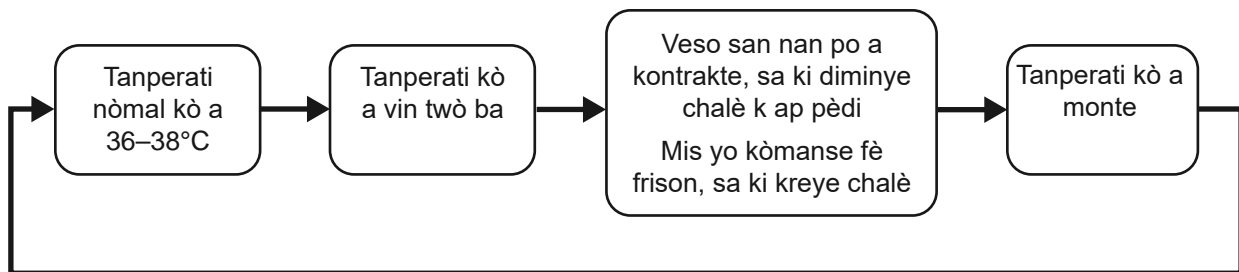 Tanperati
nòmal kò a
36–38°C
Tanperati kò
a vin twò ba
Veso san nan po a
kontrakte, sa ki diminye
chalè k ap pèdi
Mis yo kòmanse fè
frison, sa ki kreye chalè
Tanperati kò a
monte